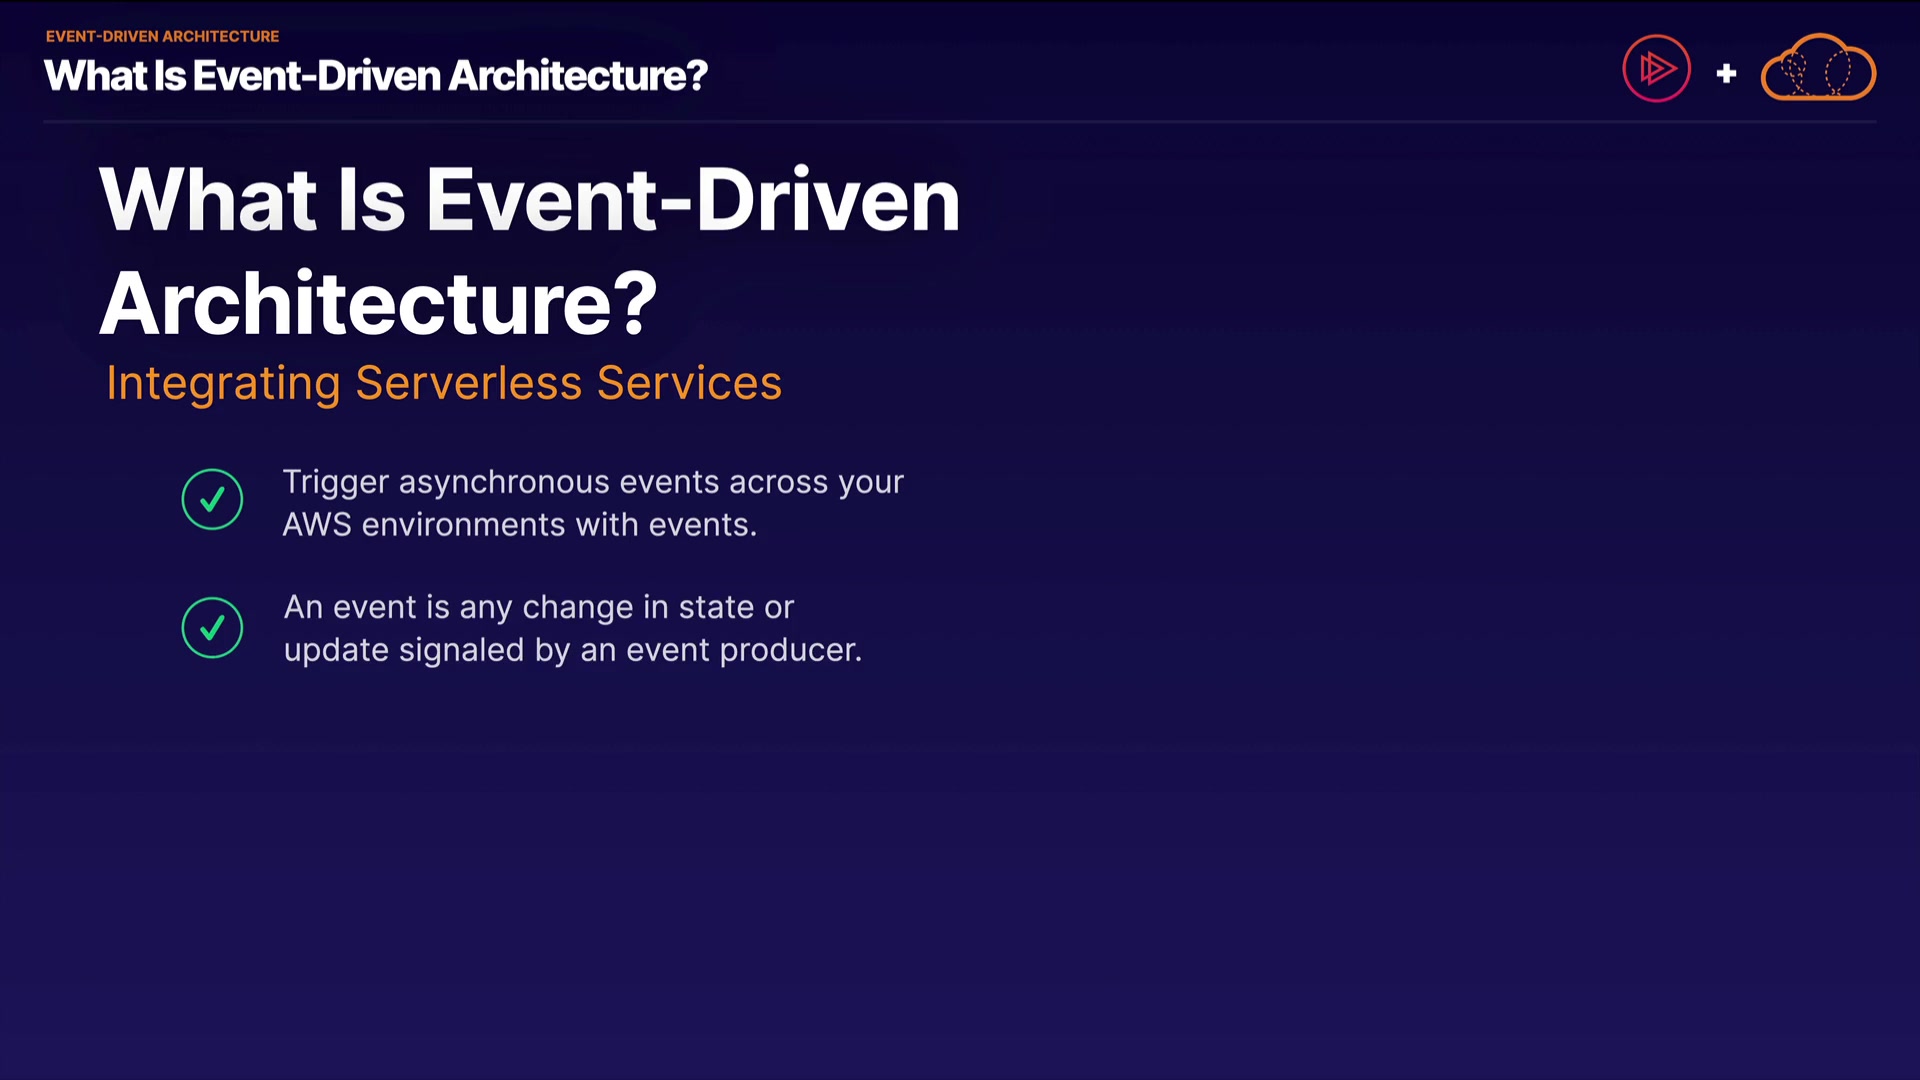 EVENT-DRIVEN ARCHITECTURE
What Is Event-Driven Architecture?
+
What Is Event-Driven
Architecture?
Integrating Serverless Services
Trigger asynchronous events across your
AWS environments with events.
An event is any change in state or
update signaled by an event producer.